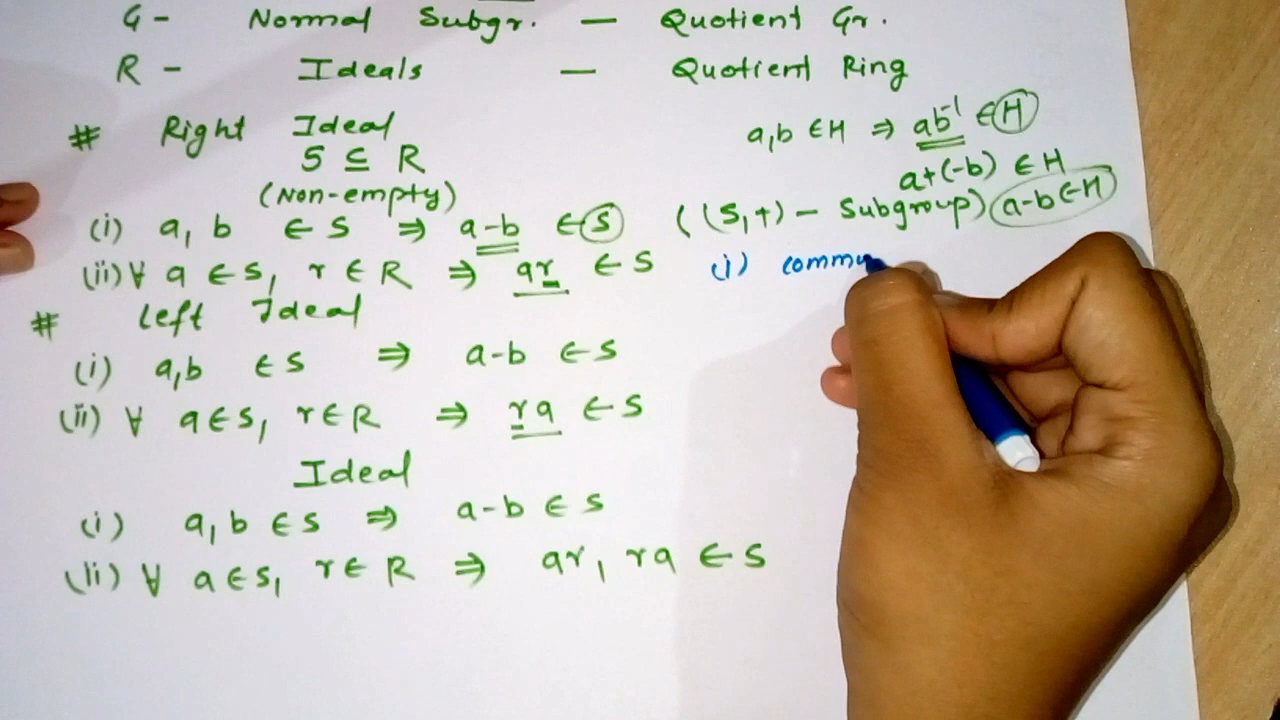 G - Normal Subgr. — Quotient Gr.
R - Ideals — Quotient Ring
# Right Ideal
S ⊆ R
(Non-empty)
(i) a, b ∈ S ⇒ a-b ∈ S
(ii) ∀ a ∈ S, r ∈ R ⇒ ar ∈ S
a,b ∈ H ⇒ ab⁻¹ ∈ H
a+(-b) ∈ H
((S,+) - Subgroup) a-b ∈ H
(i) commu
# Left Ideal
(i) a,b ∈ S ⇒ a-b ∈ S
(ii) ∀ a∈S, r∈R ⇒ ra ∈ S
Ideal
(i) a, b ∈ S ⇒ a-b ∈ S
(ii) ∀ a∈S, r∈ R ⇒ ar, ra ∈ S